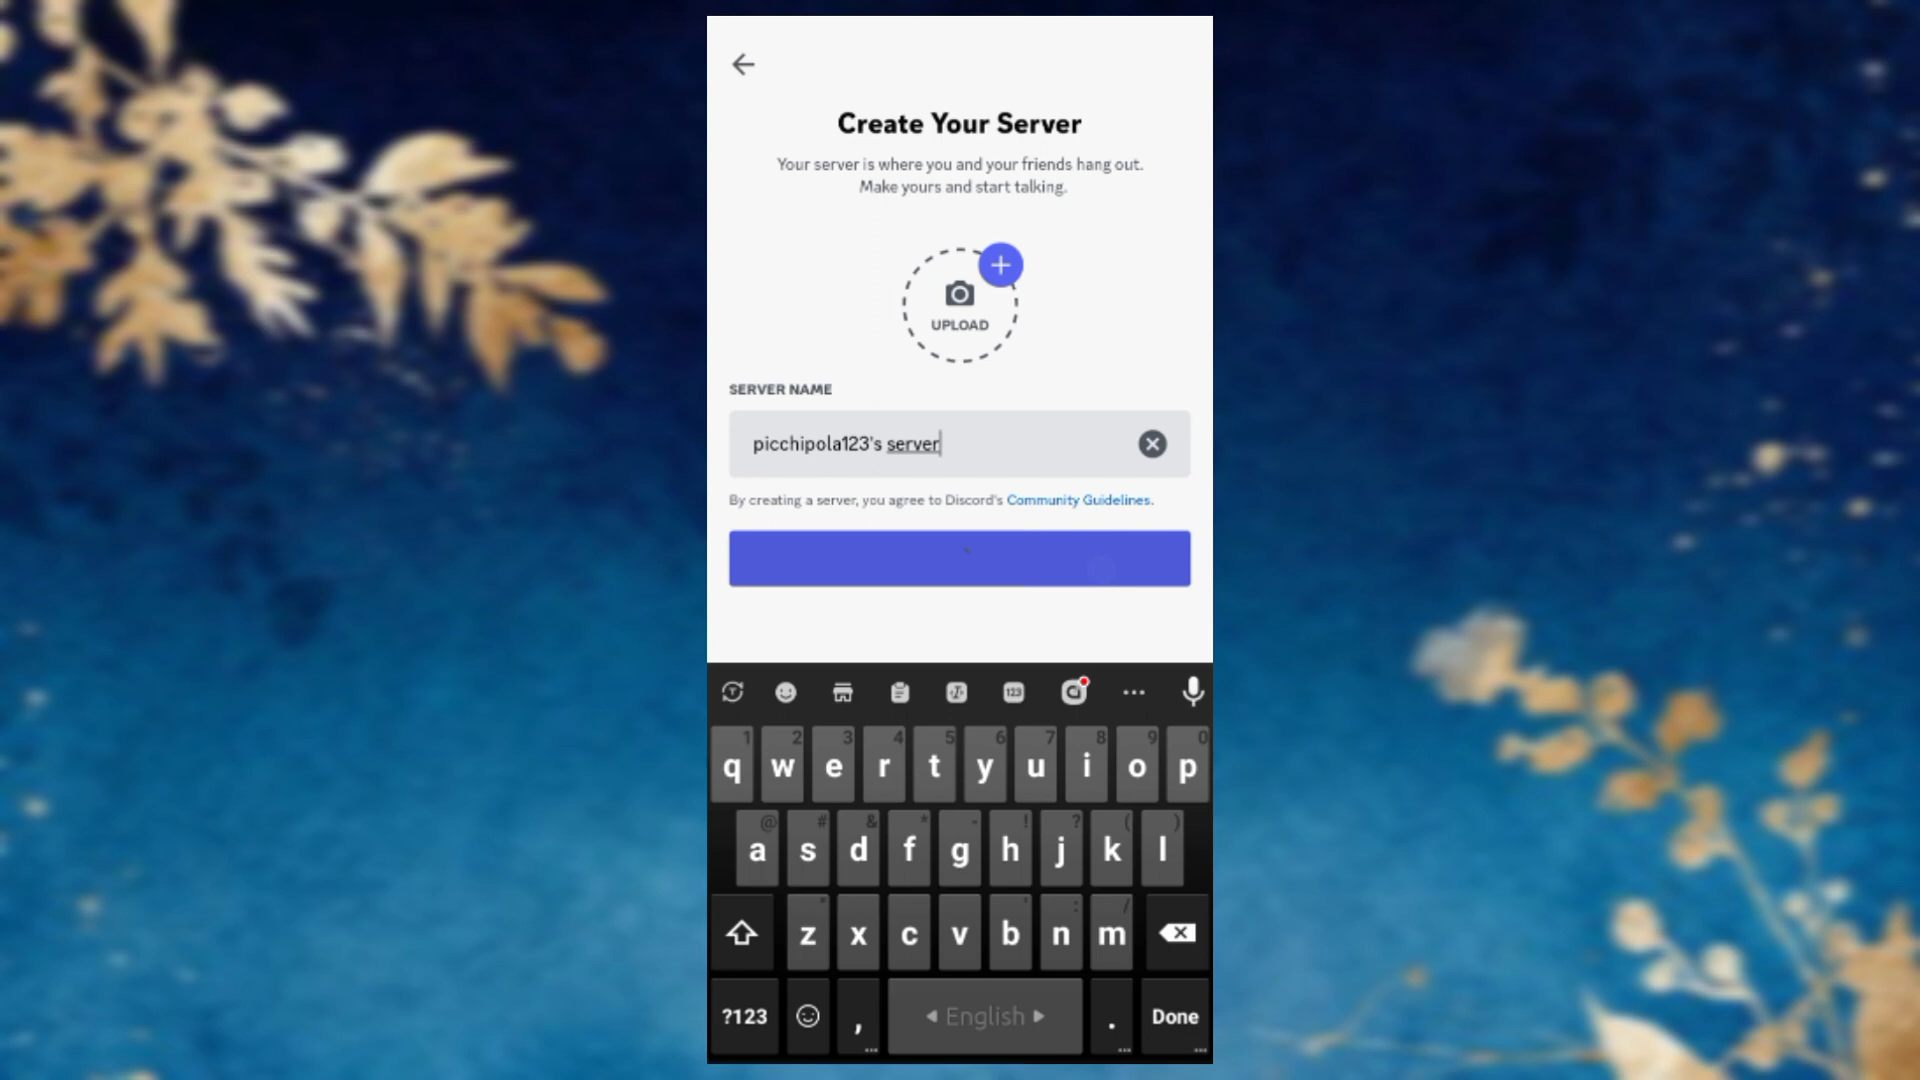 Create Your Server
Your server is where you and your friends hang out.
Make yours and start talking.
UPLOAD
SERVER NAME
picchipola123's server
By creating a server, you agree to Discord's Community Guidelines.
123
1 2 3 4 5 6 7 8 9 0
q w e r t y u i o p
@ # & * - ! ? ( )
a s d f g h j k l
" ' : /
z x c v b n m
?123 , English . Done